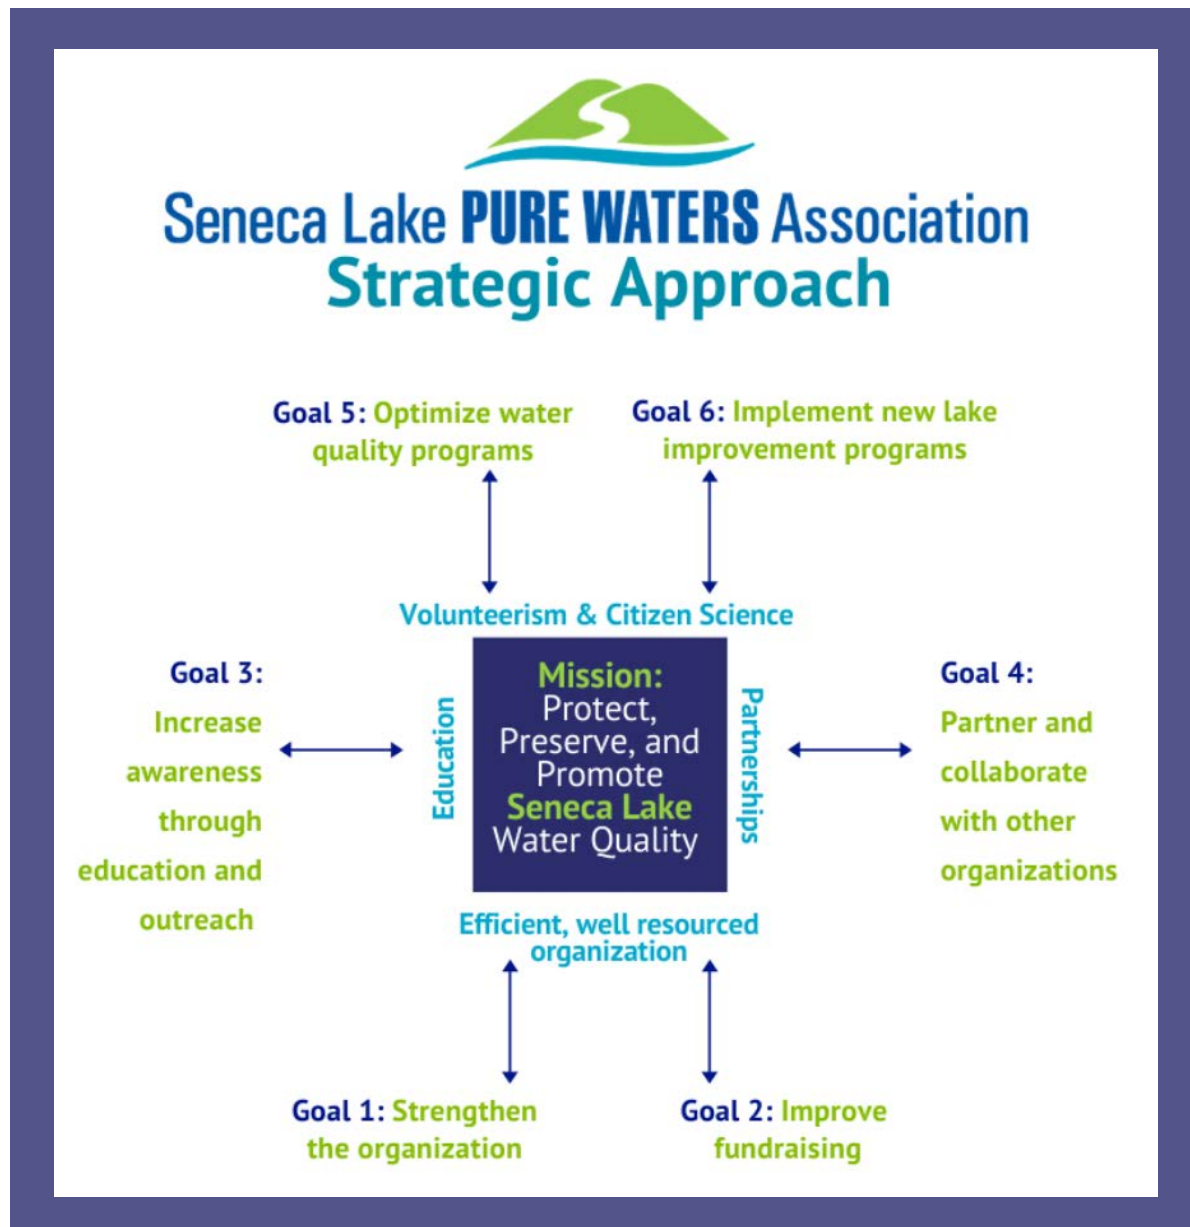 Seneca Lake PURE WATERS Association
Strategic Approach
Goal 5: Optimize water
quality programs
Goal 6: Implement new lake
improvement programs
Volunteerism & Citizen Science
Goal 3:
Increase
awareness
through
education and
outreach
Education
Mission:
Protect,
Preserve, and
Promote
Seneca Lake
Water Quality
Partnerships
Goal 4:
Partner and
collaborate
with other
organizations
Efficient, well resourced
organization
Goal 1: Strengthen
the organization
Goal 2: Improve
fundraising